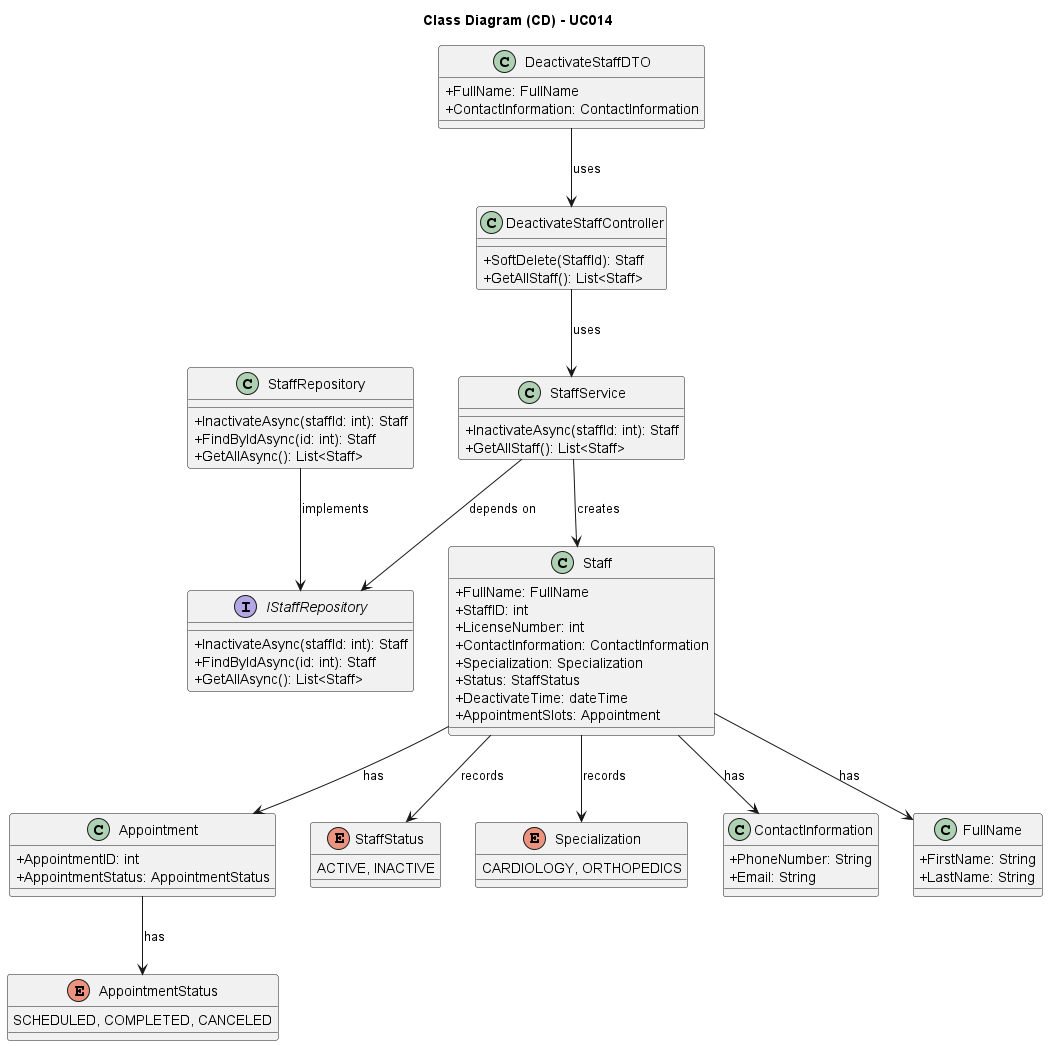 Class Diagram (CD) - UC014
C DeactivateStaffDTO
+FullName: FullName
+ContactInformation: ContactInformation
uses
C DeactivateStaffController
+SoftDelete(StaffId): Staff
+GetAllStaff(): List<Staff>
uses
C StaffRepository
+InactivateAsync(staffId: int): Staff
+FindByIdAsync(id: int): Staff
+GetAllAsync(): List<Staff>
C StaffService
+InactivateAsync(staffId: int): Staff
+GetAllStaff(): List<Staff>
implements
depends on
creates
I IStaffRepository
+InactivateAsync(staffId: int): Staff
+FindByIdAsync(id: int): Staff
+GetAllAsync(): List<Staff>
C Staff
+FullName: FullName
+StaffID: int
+LicenseNumber: int
+ContactInformation: ContactInformation
+Specialization: Specialization
+Status: StaffStatus
+DeactivateTime: dateTime
+AppointmentSlots: Appointment
has
records
records
has
has
C Appointment
+AppointmentID: int
+AppointmentStatus: AppointmentStatus
E StaffStatus
ACTIVE, INACTIVE
E Specialization
CARDIOLOGY, ORTHOPEDICS
C ContactInformation
+PhoneNumber: String
+Email: String
C FullName
+FirstName: String
+LastName: String
has
E AppointmentStatus
SCHEDULED, COMPLETED, CANCELED